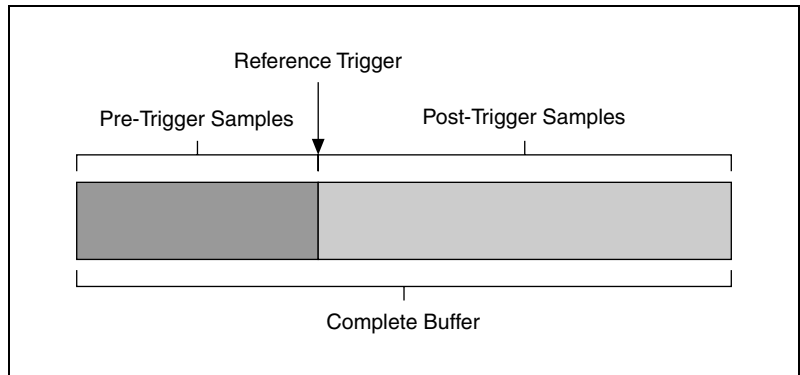 Reference Trigger
Pre-Trigger Samples
Post-Trigger Samples
Complete Buffer